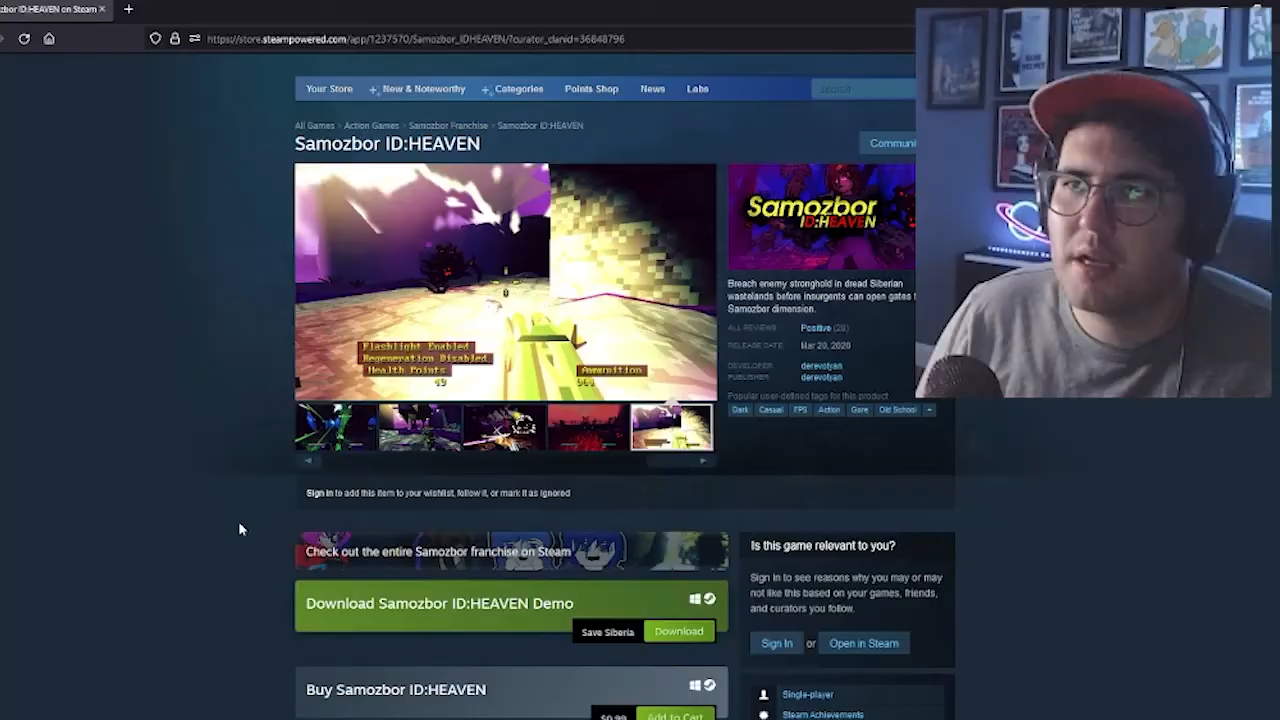 zbor ID:HEAVEN on Steam
https://store.steampowered.com/app/1237570/Samozbor_IDHEAVEN/?curator_clanid=36848796
Your Store
New & Noteworthy
Categories
Points Shop
News
Labs
search
All Games > Action Games > Samozbor Franchise > Samozbor ID:HEAVEN
Samozbor ID:HEAVEN
Communi
Flashlight Enabled
Regeneration Disabled
Health Points
Ammunition
Samozbor
ID:HEAVEN
Breach enemy stronghold in dread Siberian
wastelands before insurgents can open gates
Samozbor dimension.
ALL REVIEWS: Positive (28)
RELEASE DATE: Mar 20, 2020
DEVELOPER: derevotyan
PUBLISHER: derevotyan
Popular user-defined tags for this product
Dark Casual FPS Action Gore Old School
Sign in to add this item to your wishlist, follow it, or mark it as ignored
Check out the entire Samozbor franchise on Steam
Download Samozbor ID:HEAVEN Demo
Save Siberia
Download
Buy Samozbor ID:HEAVEN
$0.99
Add to Cart
Is this game relevant to you?
Sign in to see reasons why you may or may
not like this based on your games, friends,
and curators you follow.
Sign In or Open in Steam
Single-player
Steam Achievements